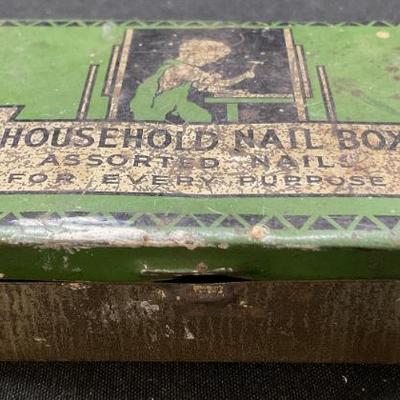 HOUSEHOLD NAIL BOX
ASSORTED NAILS
FOR EVERY PURPOSE